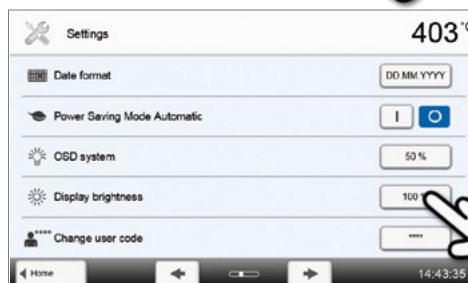 Settings
403 °C
Date format
DD.MM.YYYY
Power Saving Mode Automatic
I O
OSD system
50 %
Display brightness
100
Change user code
****
Home
14:43:35